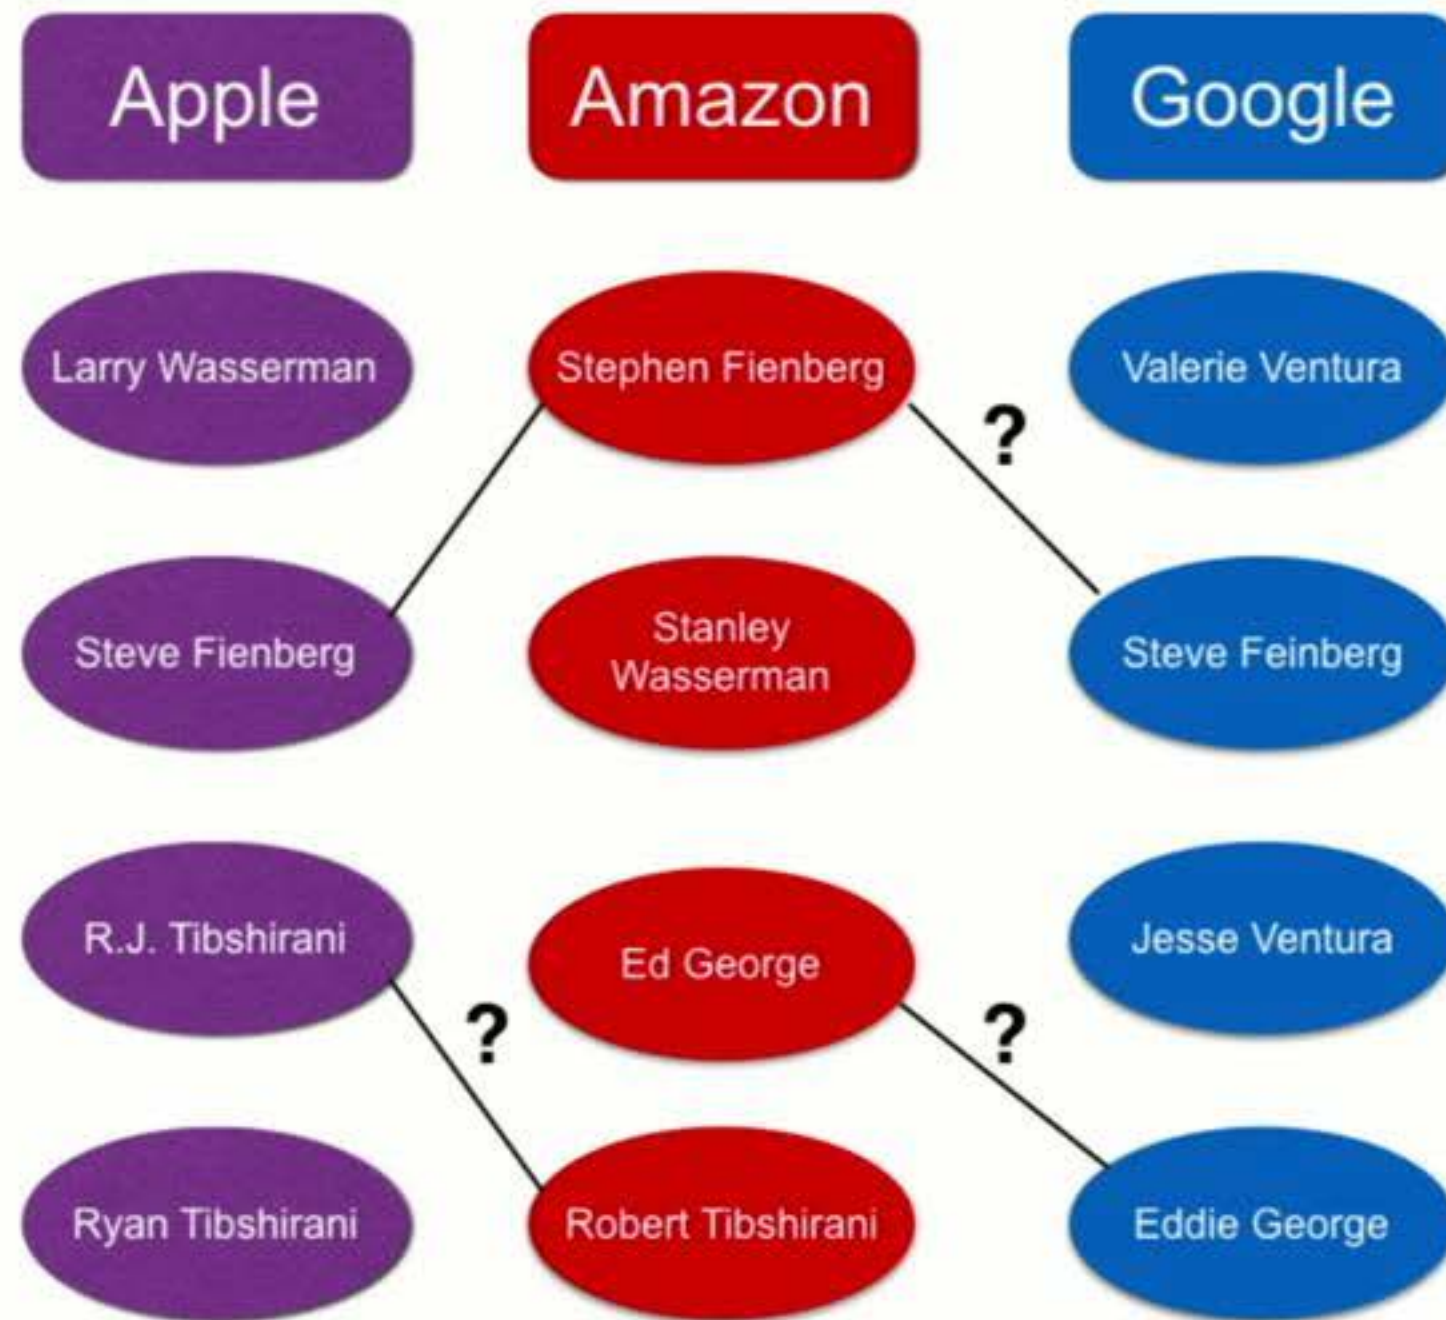 Apple
Amazon
Google
Larry Wasserman
Stephen Fienberg
Valerie Ventura
?
Steve Fienberg
Stanley
Wasserman
Steve Feinberg
R.J. Tibshirani
Ed George
Jesse Ventura
?
?
Ryan Tibshirani
Robert Tibshirani
Eddie George